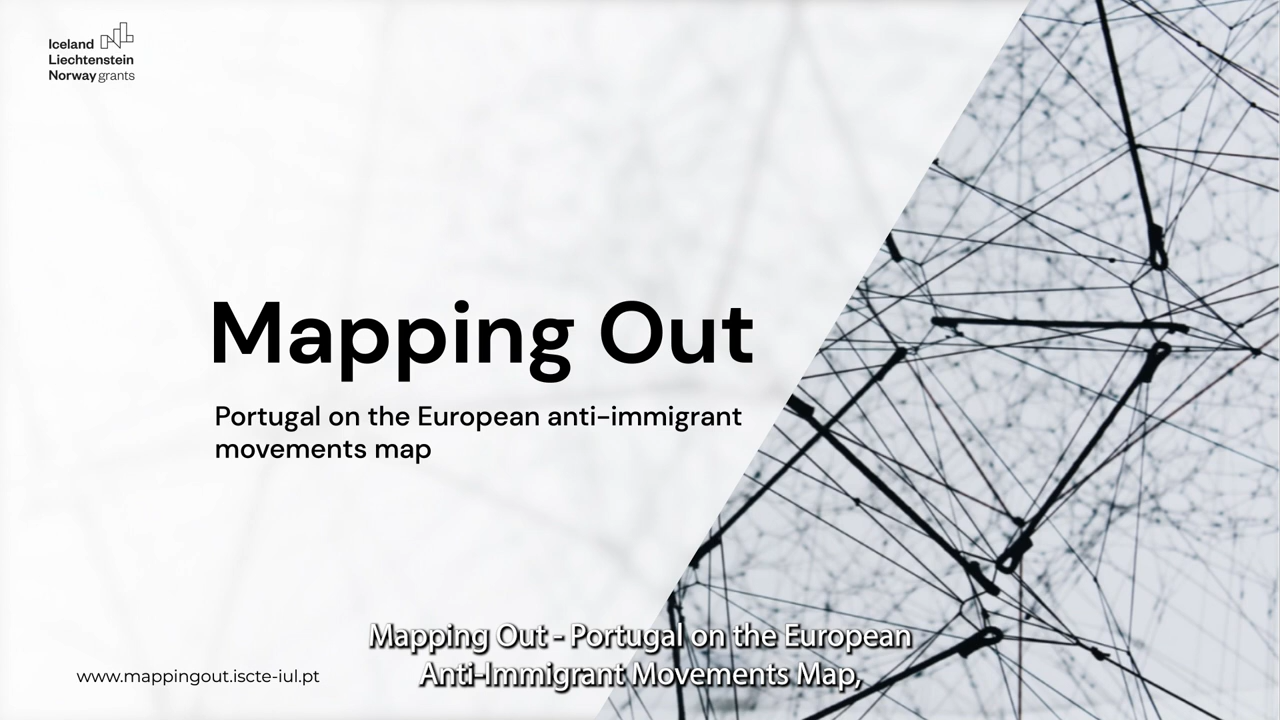 Iceland
Liechtenstein
Norway grants
Mapping Out
Portugal on the European anti-immigrant
movements map
Mapping Out - Portugal on the European
Anti-Immigrant Movements Map,
www.mappingout.iscte-iul.pt